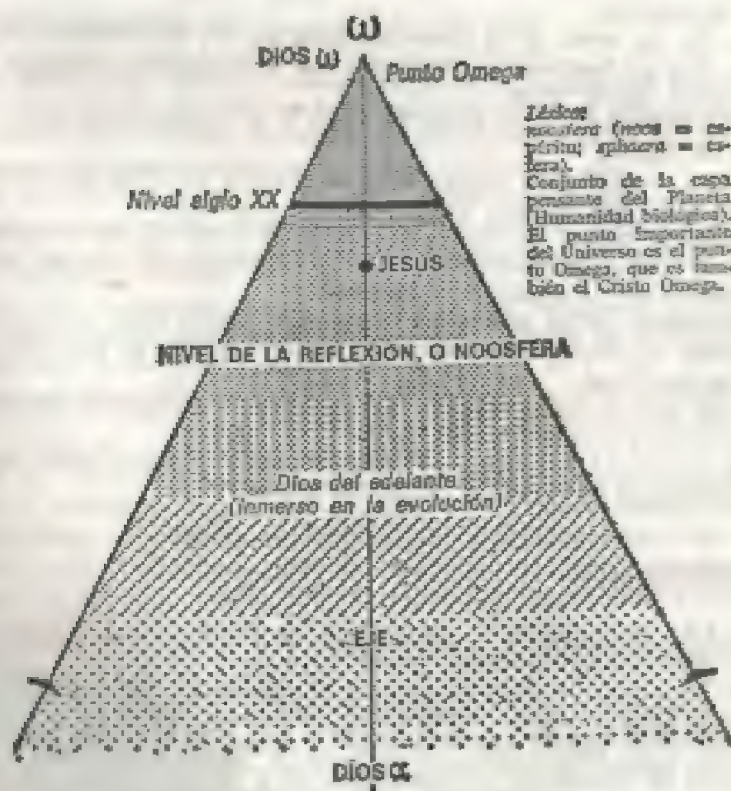 ω
DIOS ω Punto Omega
Léxico:
noosfera (noos = es-
píritu; sphaera = es-
fera).
Conjunto de la capa
pensante del Planeta
(Humanidad biológica).
El punto importante
del Universo es el pun-
to Omega, que es tam-
bién el Cristo Omega.
Nivel siglo XX
JESUS
NIVEL DE LA REFLEXIÓN, O NOOSFERA
Dios del adelante
(inmerso en la evolución)
EJE
DIOS α